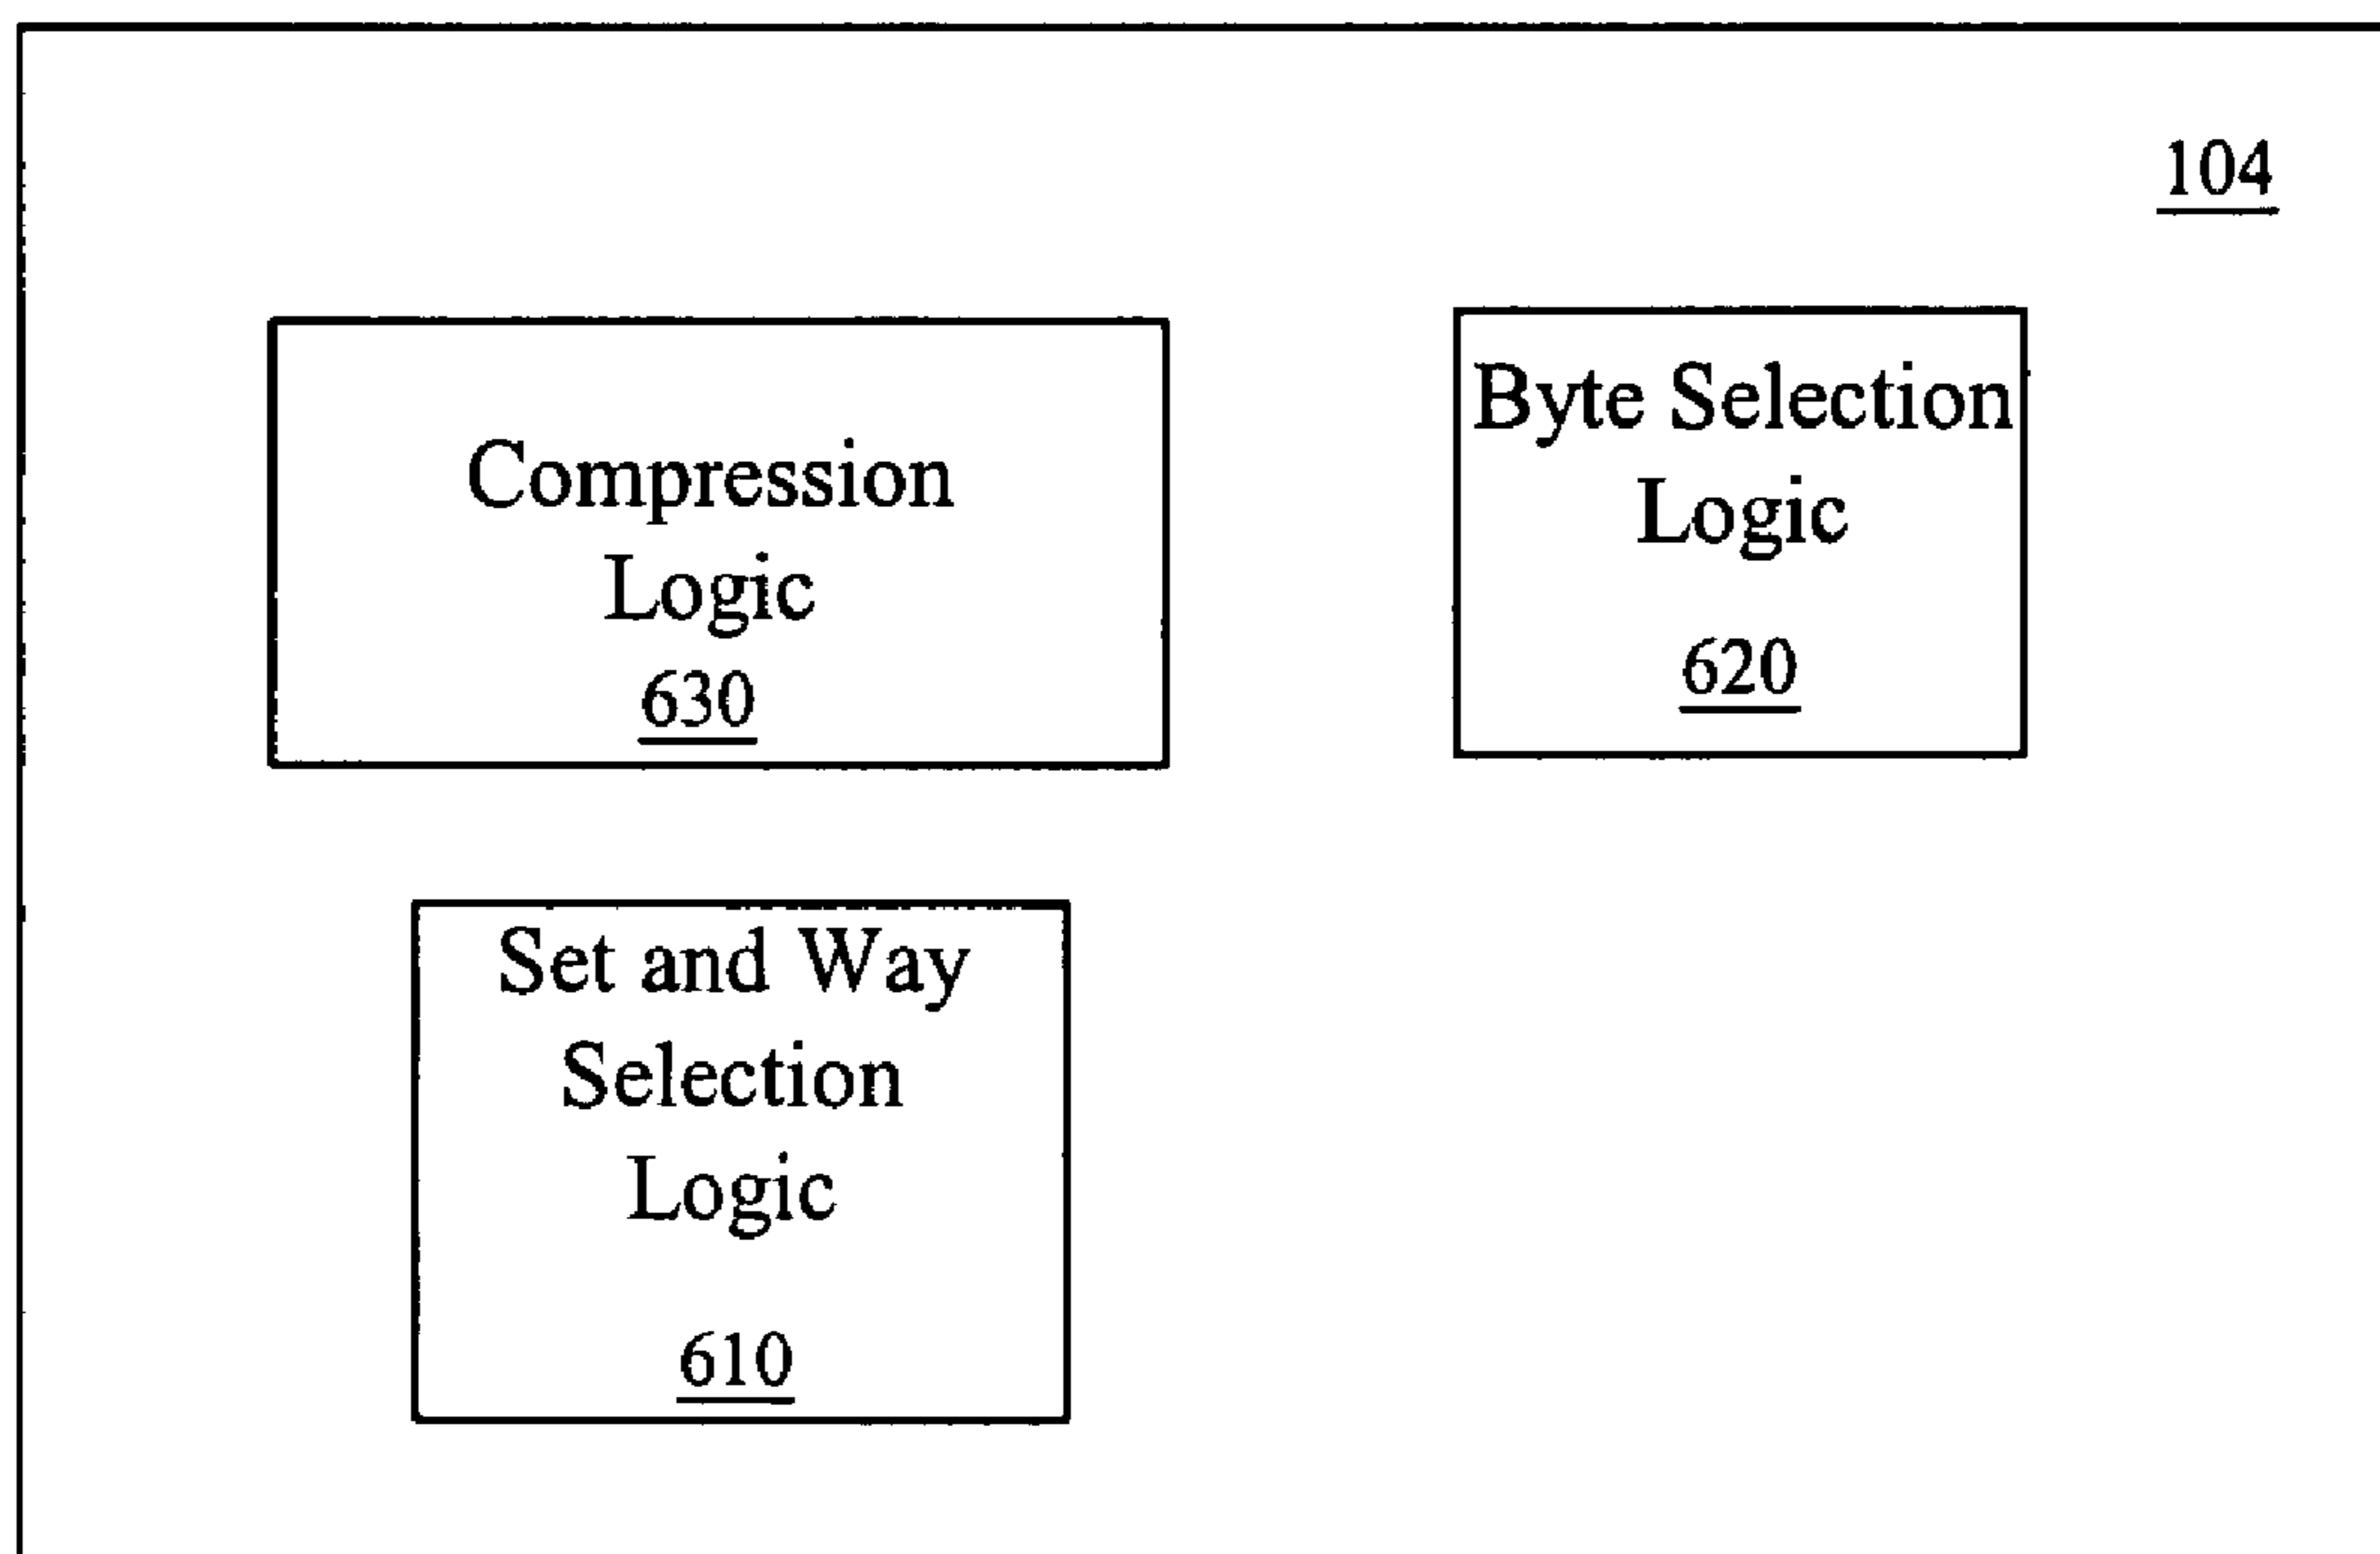 104
Compression
Logic
630
Byte Selection
Logic
620
Set and Way
Selection
Logic
610